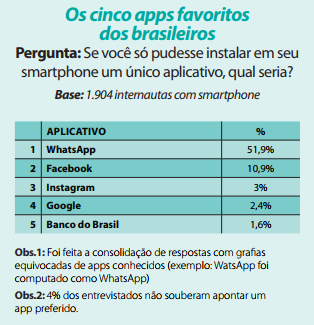 Os cinco apps favoritos
dos brasileiros
Pergunta: Se você só pudesse instalar em seu
smartphone um único aplicativo, qual seria?
Base: 1.904 internautas com smartphone
APLICATIVO %
1 WhatsApp 51,9%
2 Facebook 10,9%
3 Instagram 3%
4 Google 2,4%
5 Banco do Brasil 1,6%
Obs.1: Foi feita a consolidação de respostas com grafias
equivocadas de apps conhecidos (exemplo: WatsApp foi
computado como WhatsApp)
Obs.2: 4% dos entrevistados não souberam apontar um
app preferido.